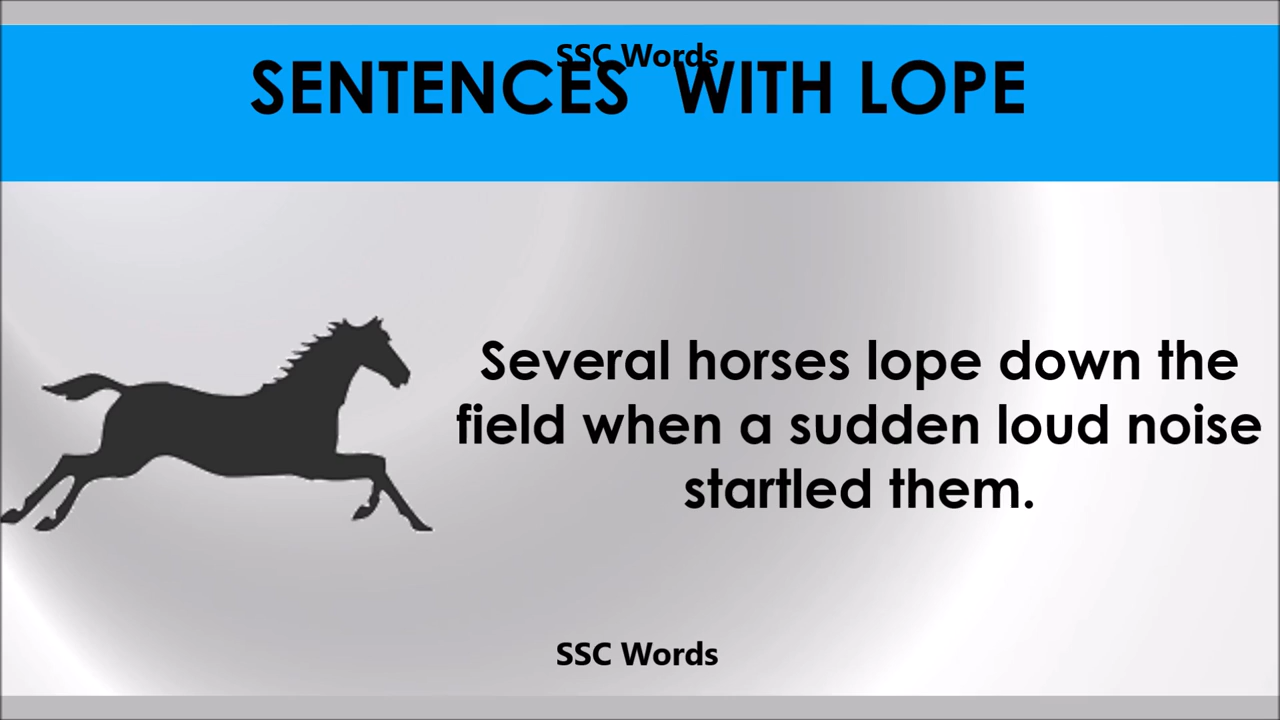 SSC Words
SENTENCES WITH LOPE
Several horses lope down the
field when a sudden loud noise
startled them.
SSC Words